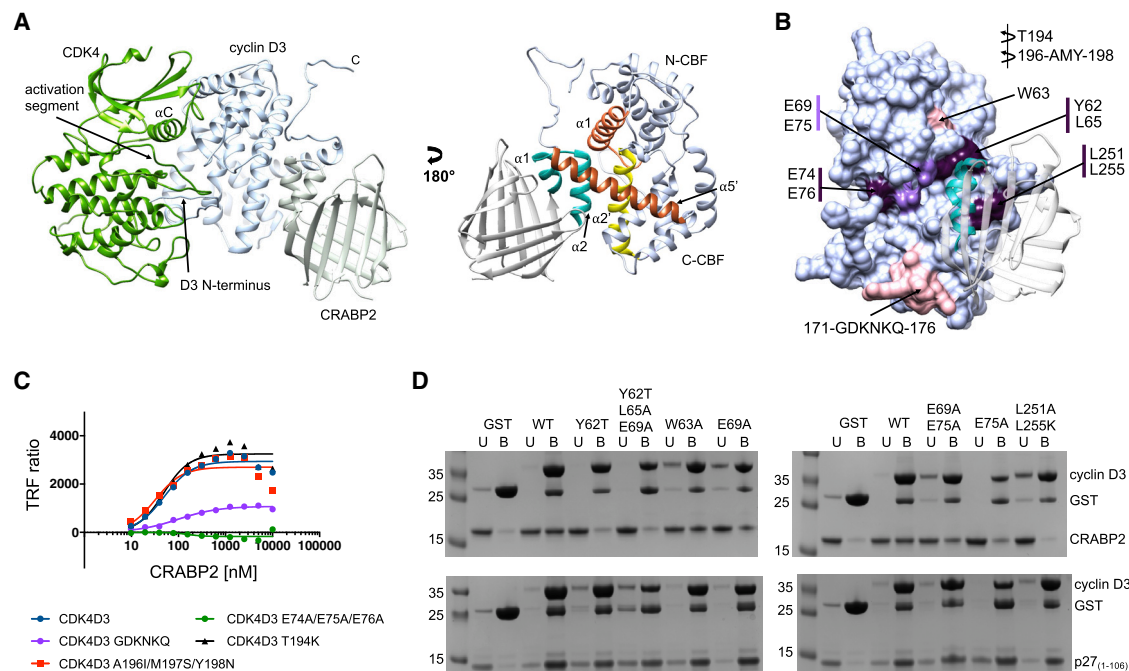 A
CDK4
cyclin D3
C
activation
segment
αC
D3 N-terminus
CRABP2
180°
N-CBF
α1
α1
α2'
α2
α5'
C-CBF
B
T194
196-AMY-198
W63
E69
E75
Y62
L65
E74
E76
L251
L255
171-GDKNKQ-176
C
TRF ratio
4000
2000
0
10 100 1000 10000 100000
CRABP2 [nM]
CDK4D3
CDK4D3 E74A/E75A/E76A
CDK4D3 GDKNKQ
CDK4D3 T194K
CDK4D3 A196I/M197S/Y198N
D
Y62T
L65A
GST WT Y62T E69A W63A E69A
U B U B U B U B U B U B
35
25
15
35
25
15
E69A L251A
GST WT E75A E75A L255K
U B U B U B U B U B
35
25
15
cyclin D3
GST
CRABP2
35
25
15
cyclin D3
GST
p27(1-106)